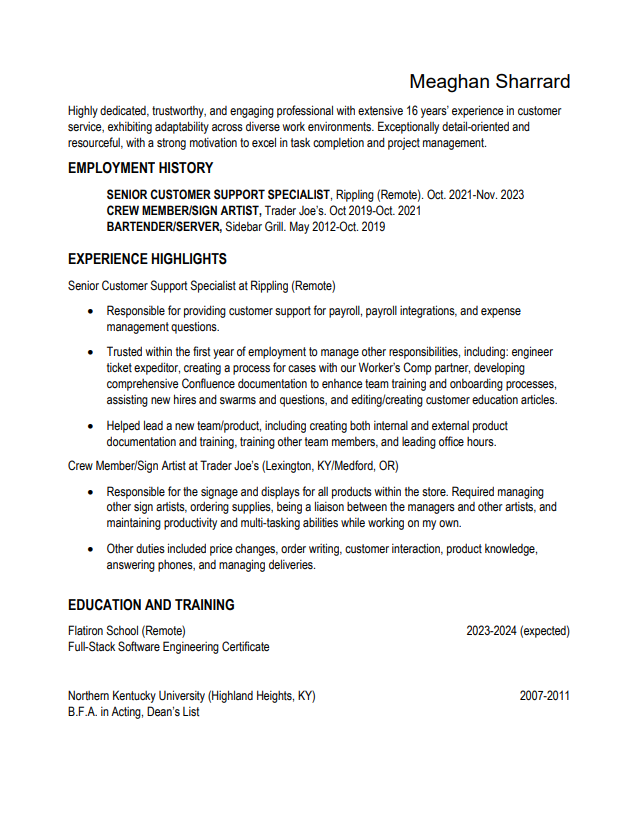 Meaghan Sharrard
Highly dedicated, trustworthy, and engaging professional with extensive 16 years' experience in customer
service, exhibiting adaptability across diverse work environments. Exceptionally detail-oriented and
resourceful, with a strong motivation to excel in task completion and project management.
EMPLOYMENT HISTORY
SENIOR CUSTOMER SUPPORT SPECIALIST, Rippling (Remote). Oct. 2021-Nov. 2023
CREW MEMBER/SIGN ARTIST, Trader Joe's. Oct 2019-Oct. 2021
BARTENDER/SERVER, Sidebar Grill. May 2012-Oct. 2019
EXPERIENCE HIGHLIGHTS
Senior Customer Support Specialist at Rippling (Remote)
• Responsible for providing customer support for payroll, payroll integrations, and expense
management questions.
• Trusted within the first year of employment to manage other responsibilities, including: engineer
ticket expeditor, creating a process for cases with our Worker's Comp partner, developing
comprehensive Confluence documentation to enhance team training and onboarding processes,
assisting new hires and swarms and questions, and editing/creating customer education articles.
• Helped lead a new team/product, including creating both internal and external product
documentation and training, training other team members, and leading office hours.
Crew Member/Sign Artist at Trader Joe's (Lexington, KY/Medford, OR)
• Responsible for the signage and displays for all products within the store. Required managing
other sign artists, ordering supplies, being a liaison between the managers and other artists, and
maintaining productivity and multi-tasking abilities while working on my own.
• Other duties included price changes, order writing, customer interaction, product knowledge,
answering phones, and managing deliveries.
EDUCATION AND TRAINING
Flatiron School (Remote) 2023-2024 (expected)
Full-Stack Software Engineering Certificate
Northern Kentucky University (Highland Heights, KY) 2007-2011
B.F.A. in Acting, Dean's List